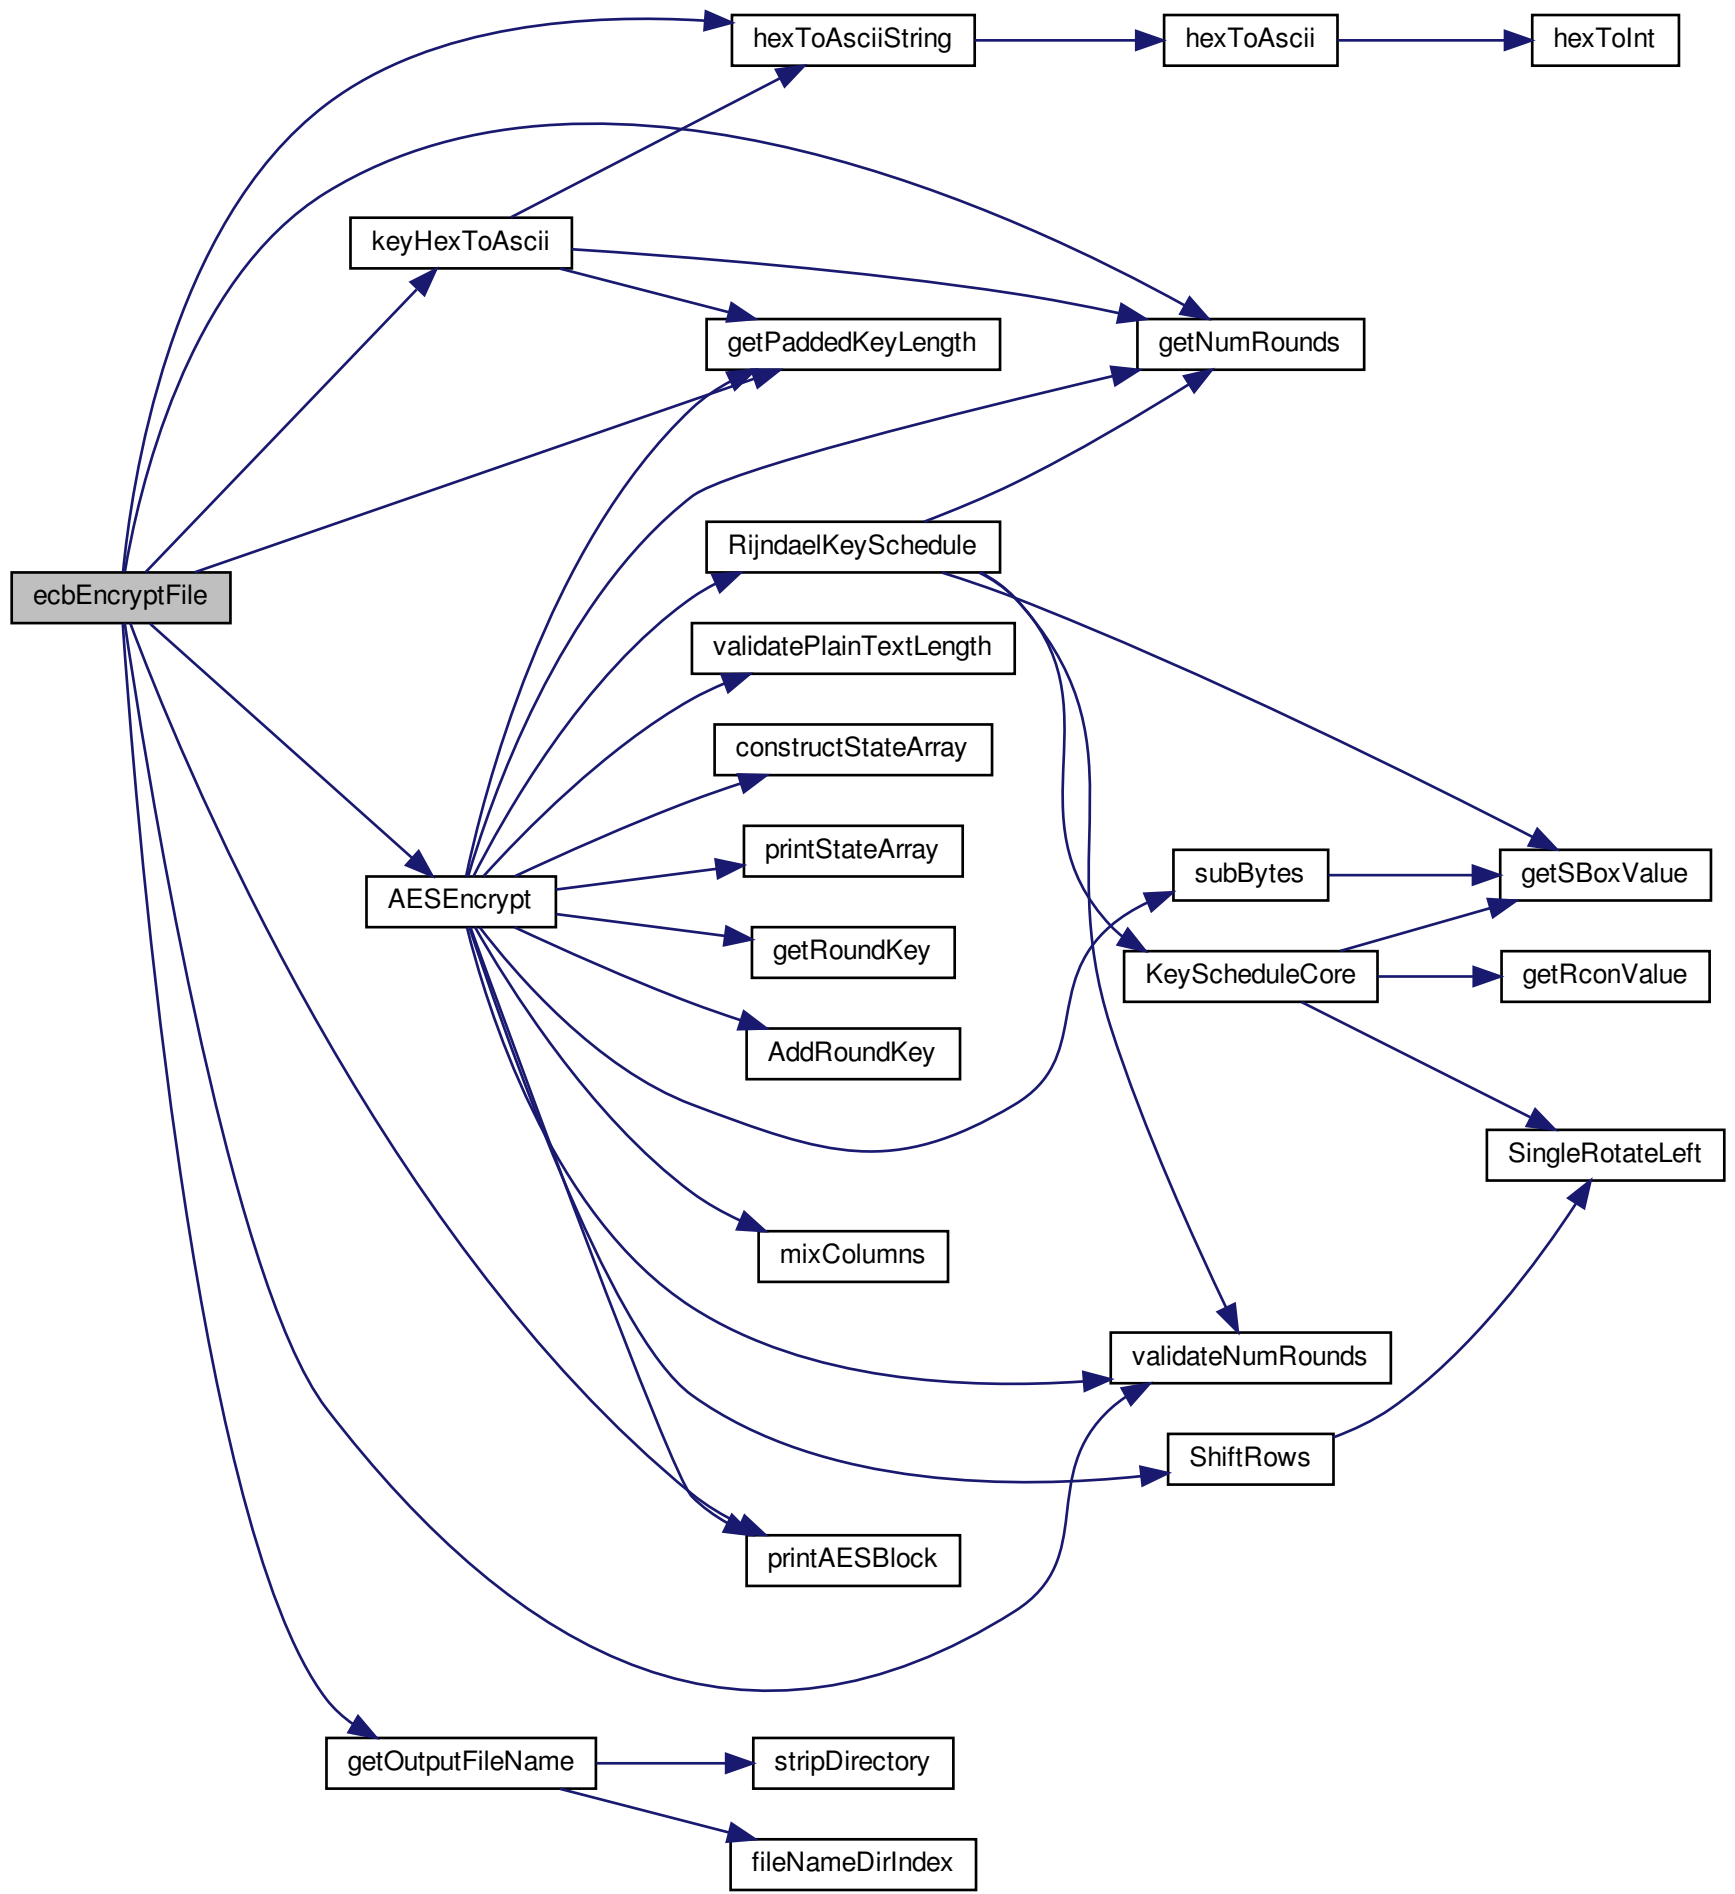 hexToAsciiString
hexToAscii
hexToInt
keyHexToAscii
getPaddedKeyLength
getNumRounds
RijndaelKeySchedule
ecbEncryptFile
validatePlainTextLength
constructStateArray
printStateArray
subBytes
getSBoxValue
AESEncrypt
getRoundKey
KeyScheduleCore
getRconValue
AddRoundKey
SingleRotateLeft
mixColumns
validateNumRounds
ShiftRows
printAESBlock
getOutputFileName
stripDirectory
fileNameDirIndex